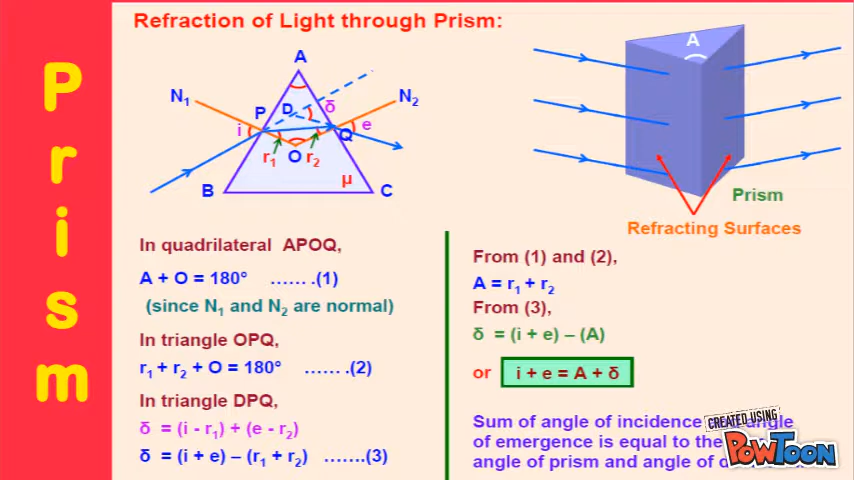 Prism
Refraction of Light through Prism:
A
N1
P
D
δ
N2
i
Q
e
r1
O
r2
μ
B
C
A
Prism
Refracting Surfaces
In quadrilateral APOQ,
A + O = 180° …… .(1)
(since N1 and N2 are normal)
In triangle OPQ,
r1 + r2 + O = 180° …… .(2)
In triangle DPQ,
δ = (i - r1) + (e - r2)
δ = (i + e) – (r1 + r2) …….(3)
From (1) and (2),
A = r1 + r2
From (3),
δ = (i + e) – (A)
or i + e = A + δ
Sum of angle of incidence angle
of emergence is equal to the
angle of prism and angle of
CREATED USING
POWTOON